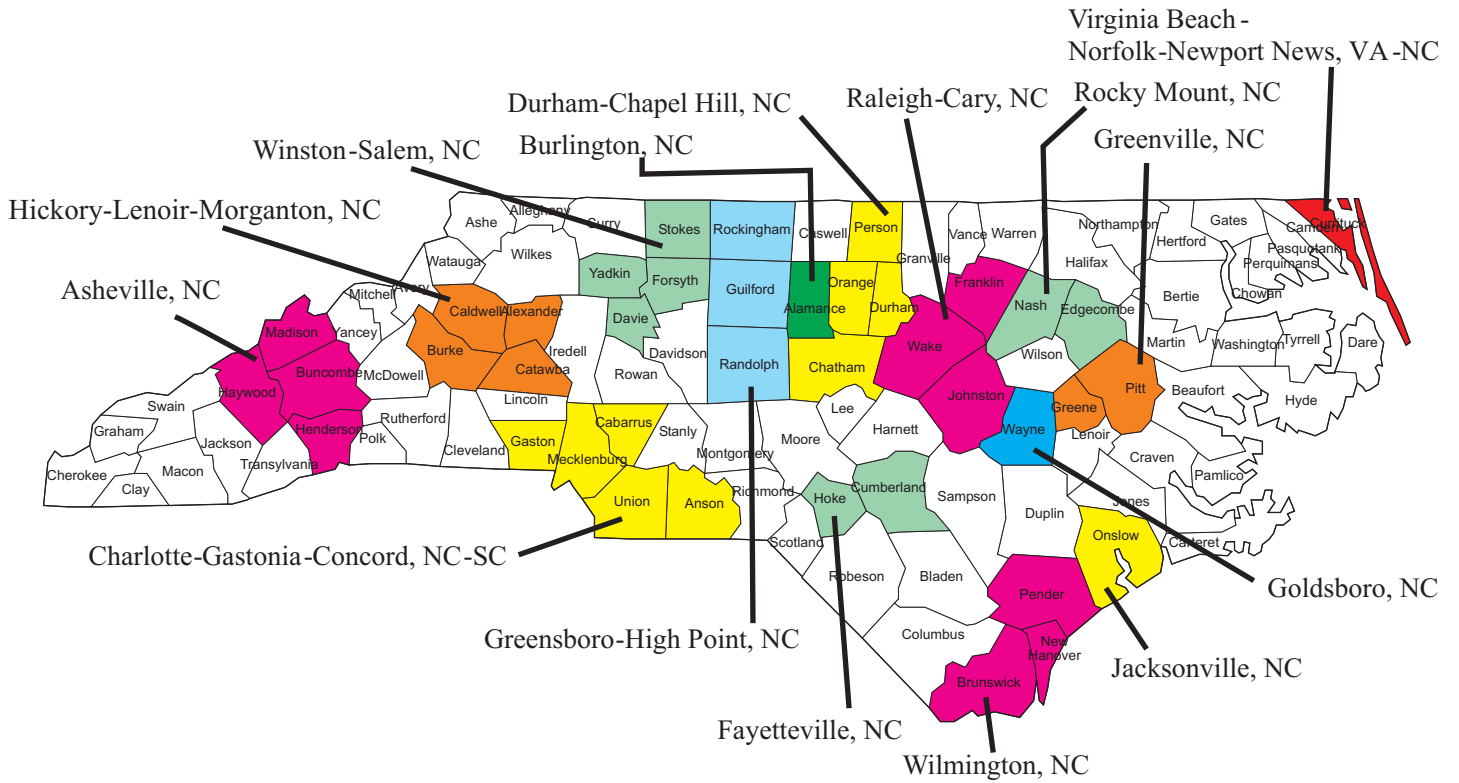 Virginia Beach -
Norfolk-Newport News, VA-NC
Durham-Chapel Hill, NC
Raleigh-Cary, NC
Rocky Mount, NC
Burlington, NC
Greenville, NC
Winston-Salem, NC
Hickory-Lenoir-Morganton, NC
Asheville, NC
Charlotte-Gastonia-Concord, NC-SC
Greensboro-High Point, NC
Fayetteville, NC
Wilmington, NC
Jacksonville, NC
Goldsboro, NC
Ashe
Alleghany
Surry
Stokes
Rockingham
Caswell
Person
Granville
Vance
Warren
Northampton
Gates
Hertford
Camden
Currituck
Pasquotank
Perquimans
Chowan
Halifax
Bertie
Watauga
Wilkes
Yadkin
Forsyth
Guilford
Alamance
Orange
Durham
Franklin
Nash
Edgecombe
Martin
Washington
Tyrrell
Dare
Mitchell
Avery
Caldwell
Alexander
Davie
Iredell
Davidson
Randolph
Chatham
Wake
Wilson
Pitt
Beaufort
Hyde
Madison
Yancey
Burke
Catawba
Rowan
Buncombe
McDowell
Haywood
Swain
Graham
Jackson
Henderson
Polk
Rutherford
Cleveland
Lincoln
Gaston
Cabarrus
Stanly
Montgomery
Moore
Lee
Harnett
Johnston
Wayne
Greene
Lenoir
Craven
Pamlico
Cherokee
Clay
Macon
Transylvania
Mecklenburg
Union
Anson
Richmond
Hoke
Cumberland
Sampson
Duplin
Jones
Onslow
Carteret
Scotland
Robeson
Bladen
Pender
Columbus
New
Hanover
Brunswick